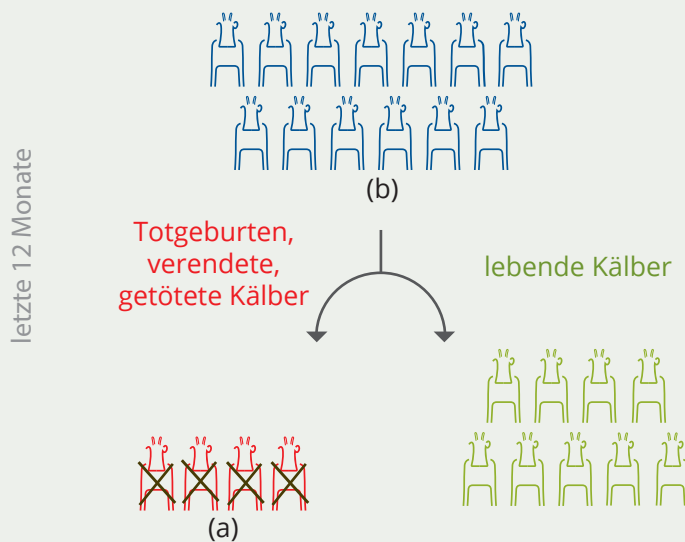 letzte 12 Monate
(b)
Totgeburten,
verendete,
getötete Kälber
lebende Kälber
(a)